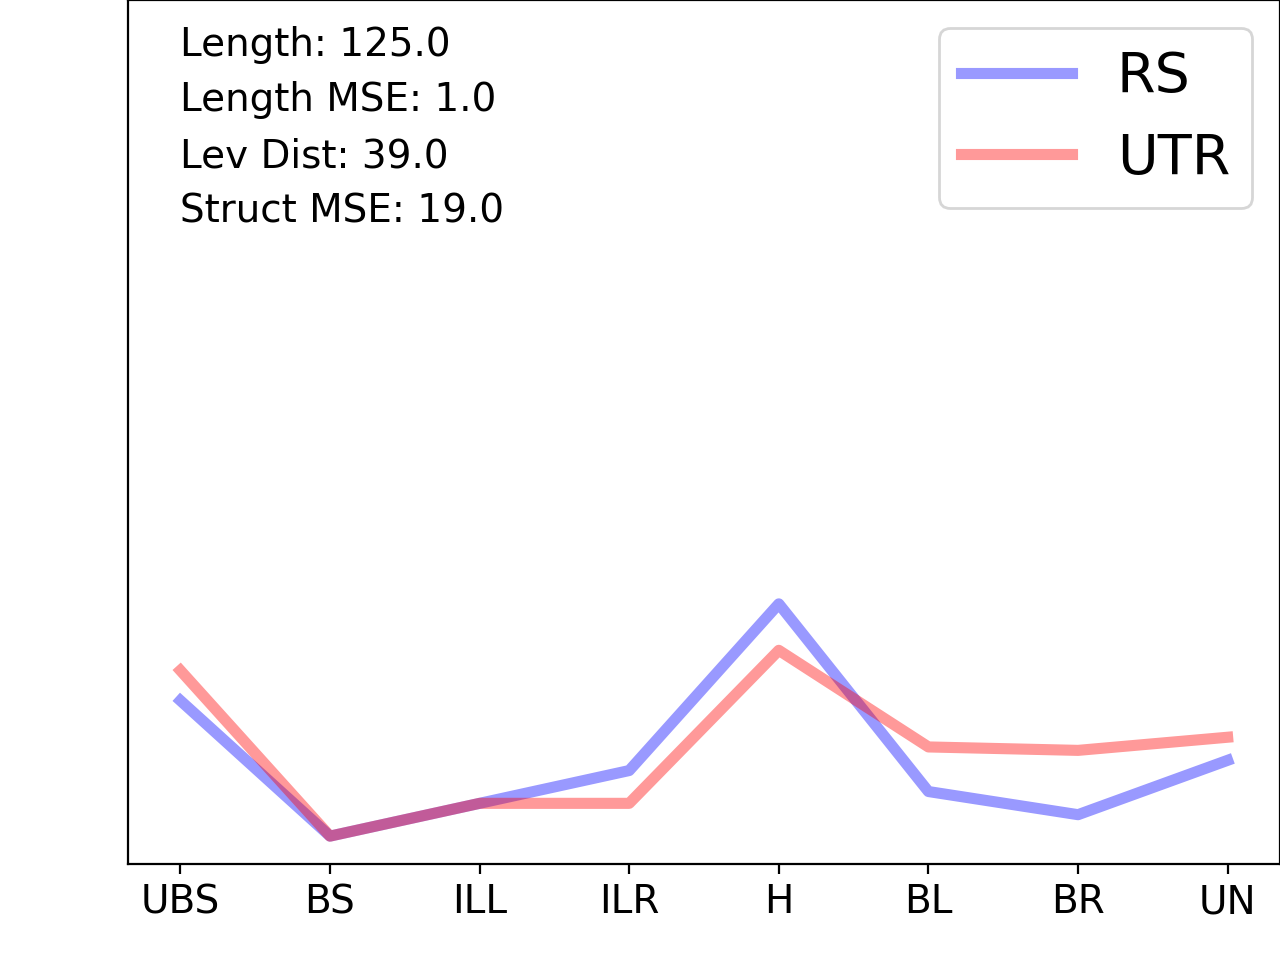 Length: 125.0
Length MSE: 1.0
Lev Dist: 39.0
Struct MSE: 19.0
RS
UTR
UBS BS ILL ILR H BL BR UN